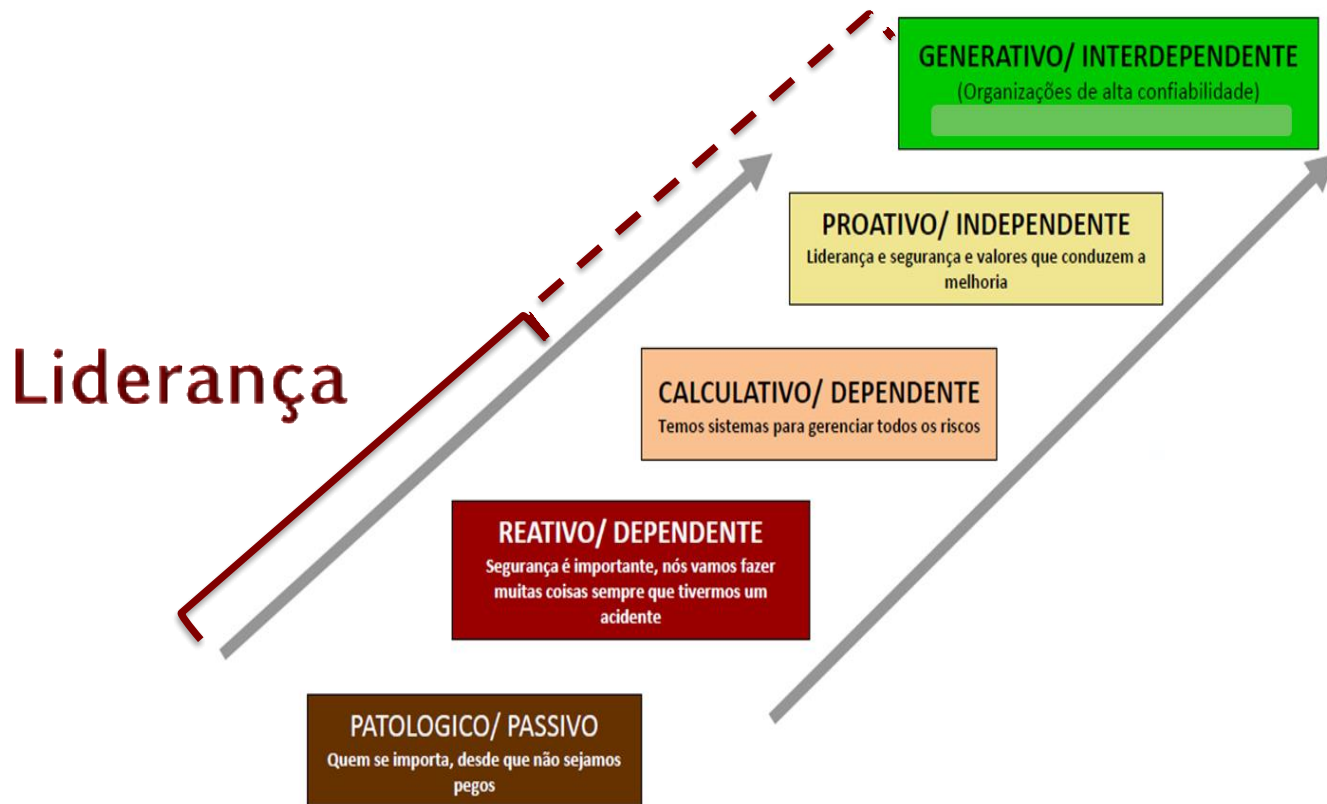 GENERATIVO/ INTERDEPENDENTE
(Organizações de alta confiabilidade)
PROATIVO/ INDEPENDENTE
Liderança e segurança e valores que conduzem a
melhoria
Liderança
CALCULATIVO/ DEPENDENTE
Temos sistemas para gerenciar todos os riscos
REATIVO/ DEPENDENTE
Segurança é importante, nós vamos fazer
muitas coisas sempre que tivermos um
acidente
PATOLOGICO/ PASSIVO
Quem se importa, desde que não sejamos
pegos